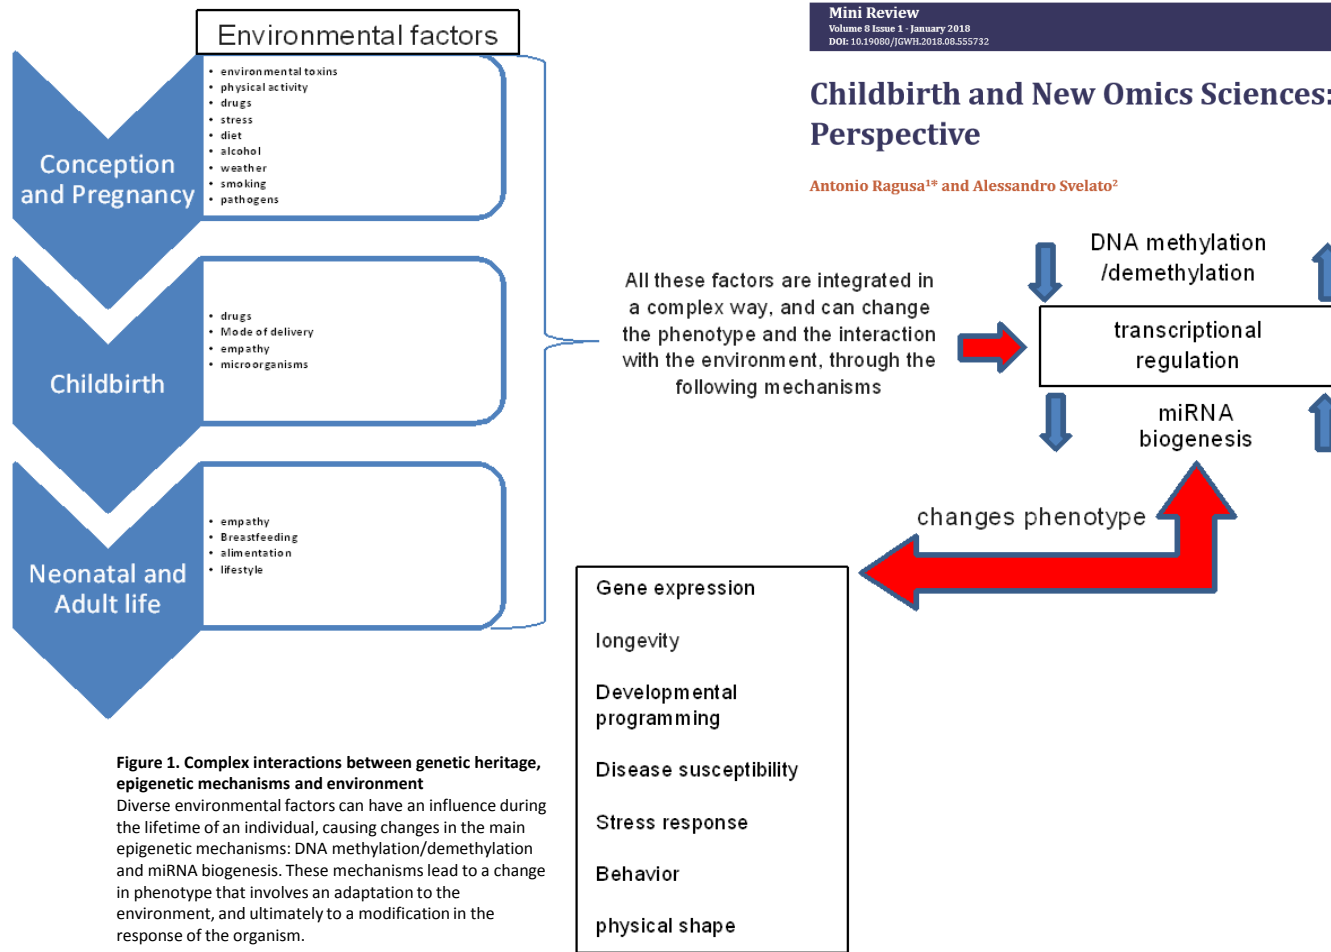 Environmental factors
Mini Review
Volume 8 Issue 1 - January 2018
DOI: 10.19080/JGWH.2018.08.555732
Childbirth and New Omics Sciences:
Perspective
Antonio Ragusa¹* and Alessandro Svelato²
Conception
and Pregnancy
• environmental toxins
• physical activity
• drugs
• stress
• diet
• alcohol
• weather
• smoking
• pathogens
Childbirth
• drugs
• Mode of delivery
• empathy
• microorganisms
Neonatal and
Adult life
• empathy
• Breastfeeding
• alimentation
• lifestyle
All these factors are integrated in
a complex way, and can change
the phenotype and the interaction
with the environment, through the
following mechanisms
DNA methylation
/demethylation
transcriptional
regulation
miRNA
biogenesis
changes phenotype
Gene expression
longevity
Developmental
programming
Disease susceptibility
Stress response
Behavior
physical shape
Figure 1. Complex interactions between genetic heritage,
epigenetic mechanisms and environment
Diverse environmental factors can have an influence during
the lifetime of an individual, causing changes in the main
epigenetic mechanisms: DNA methylation/demethylation
and miRNA biogenesis. These mechanisms lead to a change
in phenotype that involves an adaptation to the
environment, and ultimately to a modification in the
response of the organism.